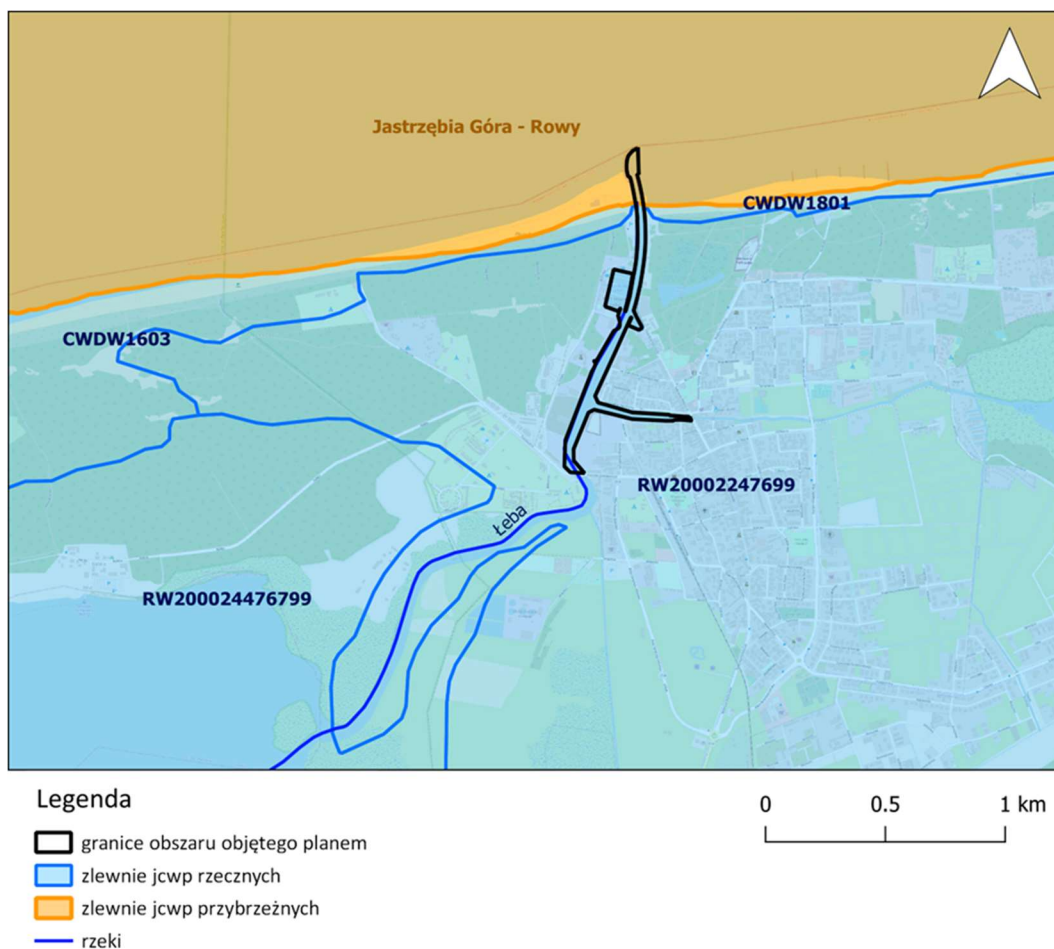 Jastrzębia Góra - Rowy
CWDW1801
CWDW1603
RW20002247699
Łeba
RW200024476799
Legenda
granice obszaru objętego planem
zlewnie jcwp rzecznych
zlewnie jcwp przybrzeżnych
rzeki
0 0.5 1 km